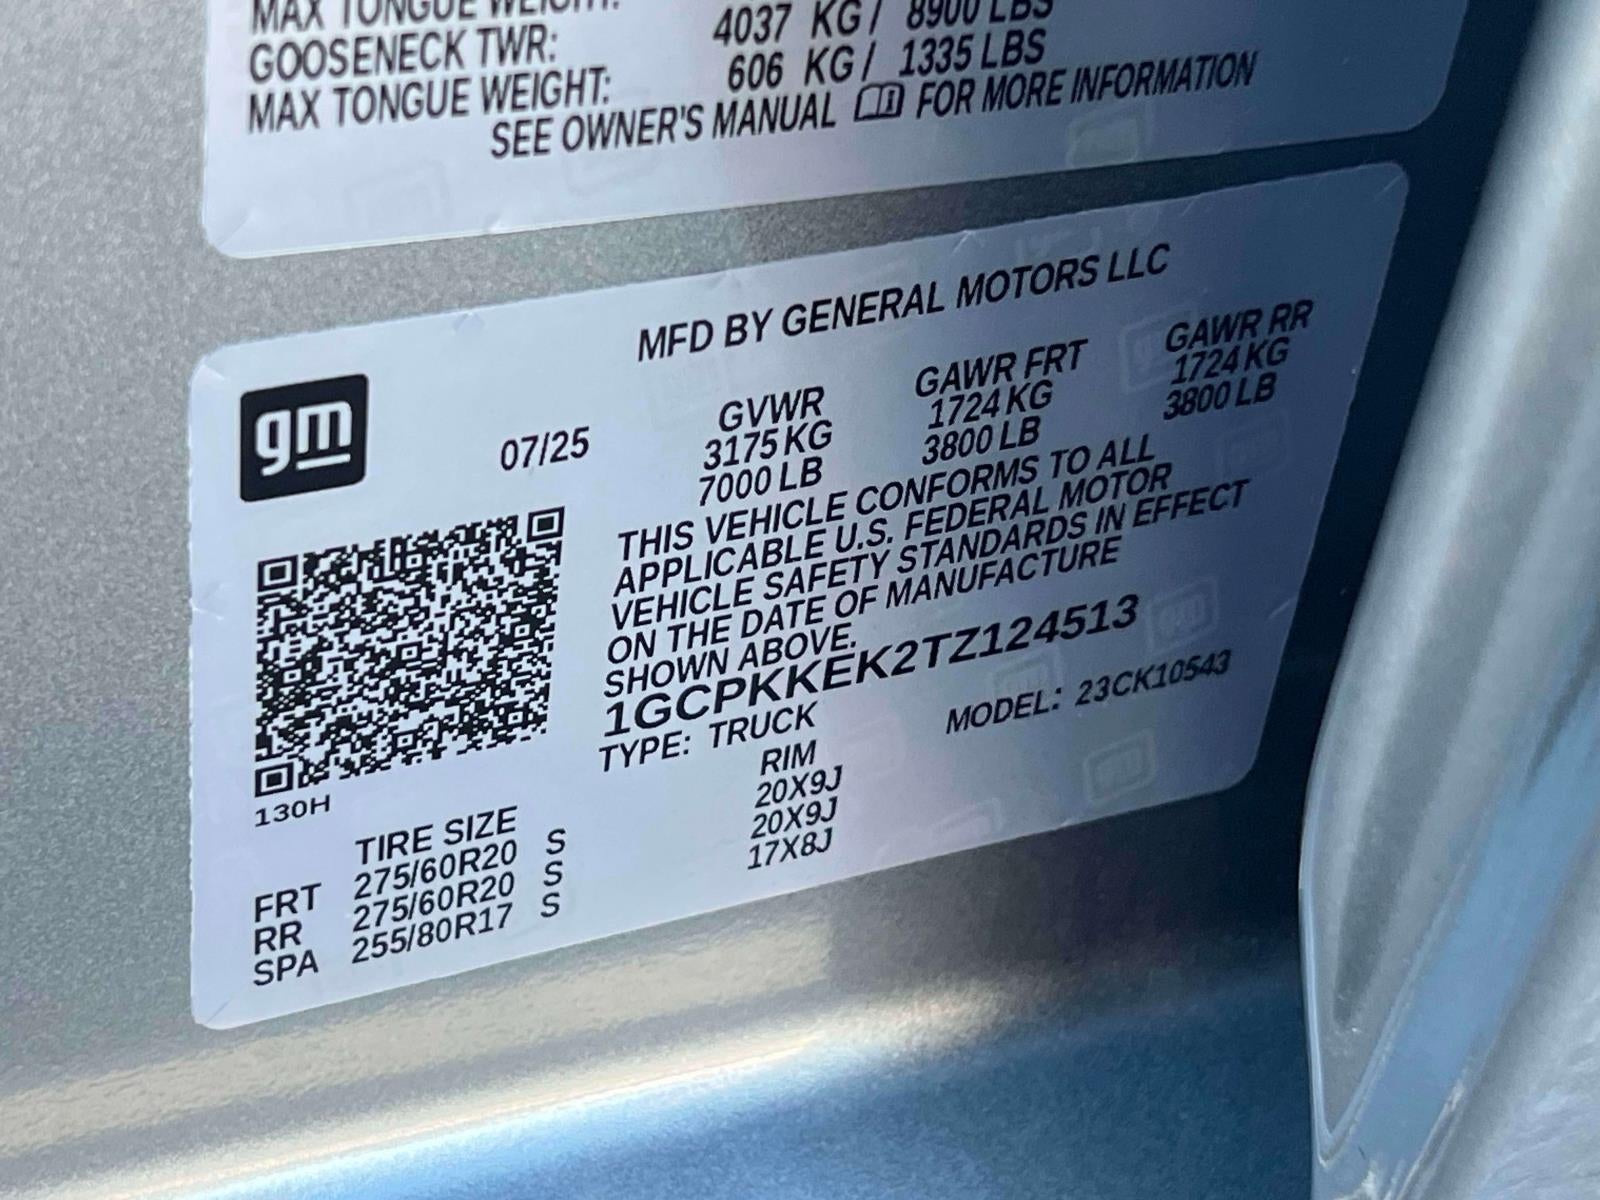 MAX TONGUE WEIGHT:
GOOSENECK TWR: 4037 KG / 8900 LBS
MAX TONGUE WEIGHT: 606 KG / 1335 LBS
SEE OWNER'S MANUAL FOR MORE INFORMATION
MFD BY GENERAL MOTORS LLC
gm
07/25
GVWR GAWR FRT GAWR RR
3175 KG 1724 KG 1724 KG
7000 LB 3800 LB 3800 LB
THIS VEHICLE CONFORMS TO ALL
APPLICABLE U.S. FEDERAL MOTOR
VEHICLE SAFETY STANDARDS IN EFFECT
ON THE DATE OF MANUFACTURE
SHOWN ABOVE.
1GCPKKEK2TZ124513
TYPE: TRUCK MODEL: 23CK10543
130H
TIRE SIZE RIM
FRT 275/60R20 S 20X9J
RR 275/60R20 S 20X9J
SPA 255/80R17 S 17X8J